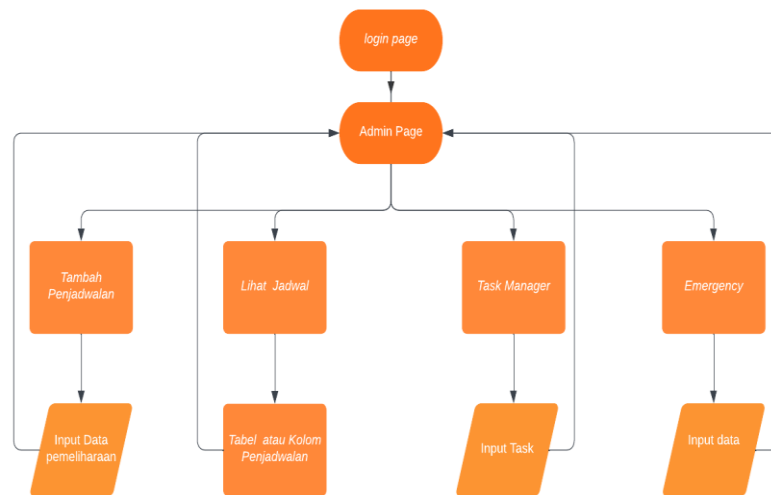 login page
Admin Page
Tambah
Penjadwalan
Lihat Jadwal
Task Manager
Emergency
Input Data
pemeliharaan
Tabel atau Kolom
Penjadwalan
Input Task
Input data